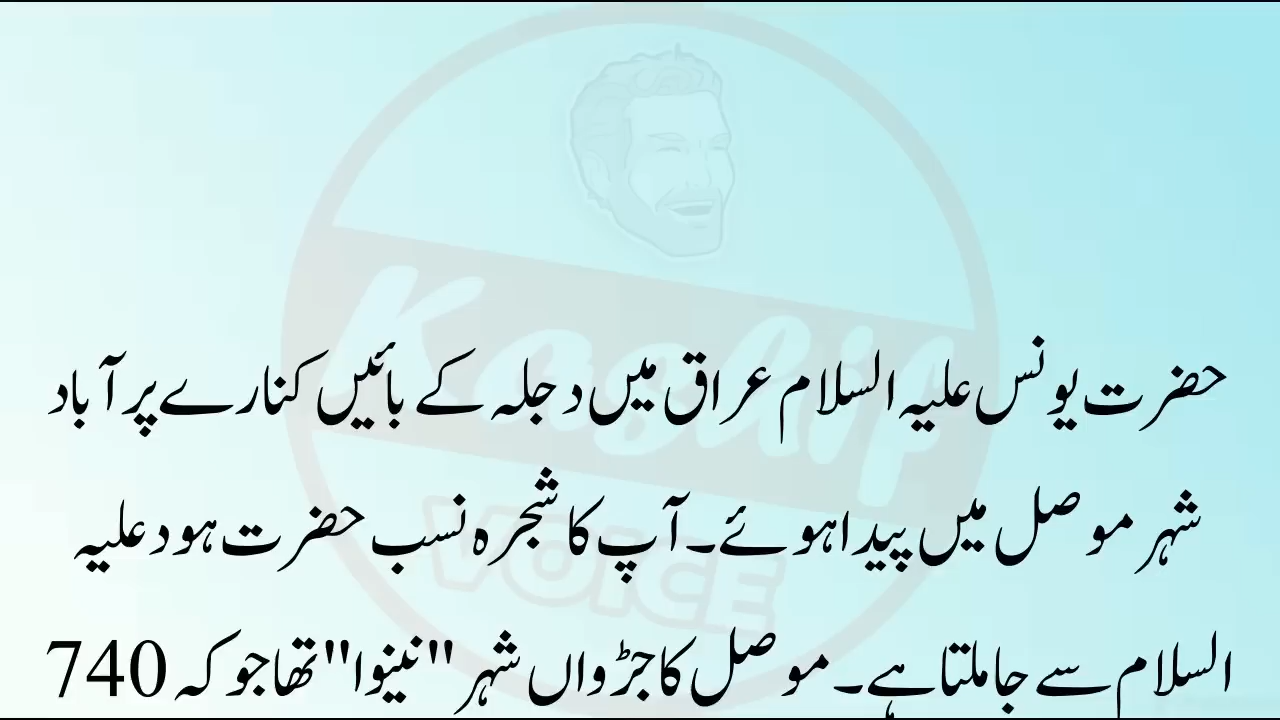 Kashif
VOICE
حضرت یونس علیہ السلام عراق میں دجلہ کے بائیں کنارے پر آباد
شہر موصل میں پیدا ہوئے۔ آپ کا شجرہ نسب حضرت ہود علیہ
السلام سے جا ملتا ہے۔ موصل کا جڑواں شہر "نینوا" تھا جو کہ 740